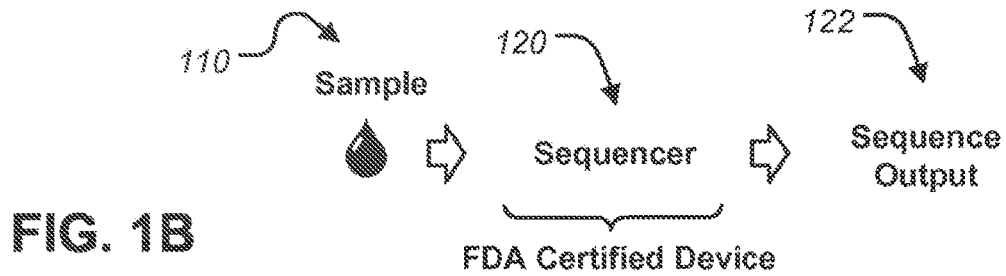 110
120
122
Sample
Sequencer
Sequence
Output
FIG. 1B
FDA Certified Device